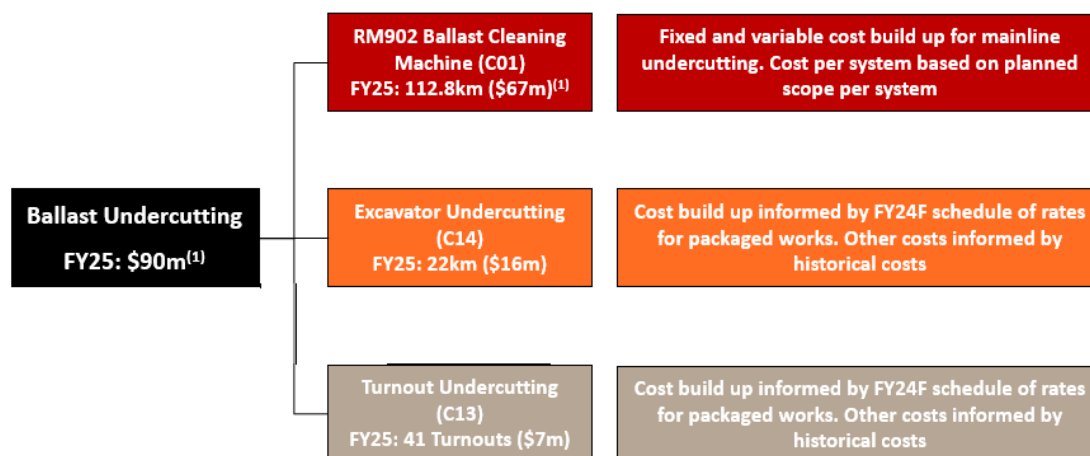 RM902 Ballast Cleaning
Machine (C01)
FY25: 112.8km ($67m)(1)
Fixed and variable cost build up for mainline
undercutting. Cost per system based on planned
scope per system
Ballast Undercutting
FY25: $90m(1)
Excavator Undercutting
(C14)
FY25: 22km ($16m)
Cost build up informed by FY24F schedule of rates
for packaged works. Other costs informed by
historical costs
Turnout Undercutting
(C13)
FY25: 41 Turnouts ($7m)
Cost build up informed by FY24F schedule of rates
for packaged works. Other costs informed by
historical costs